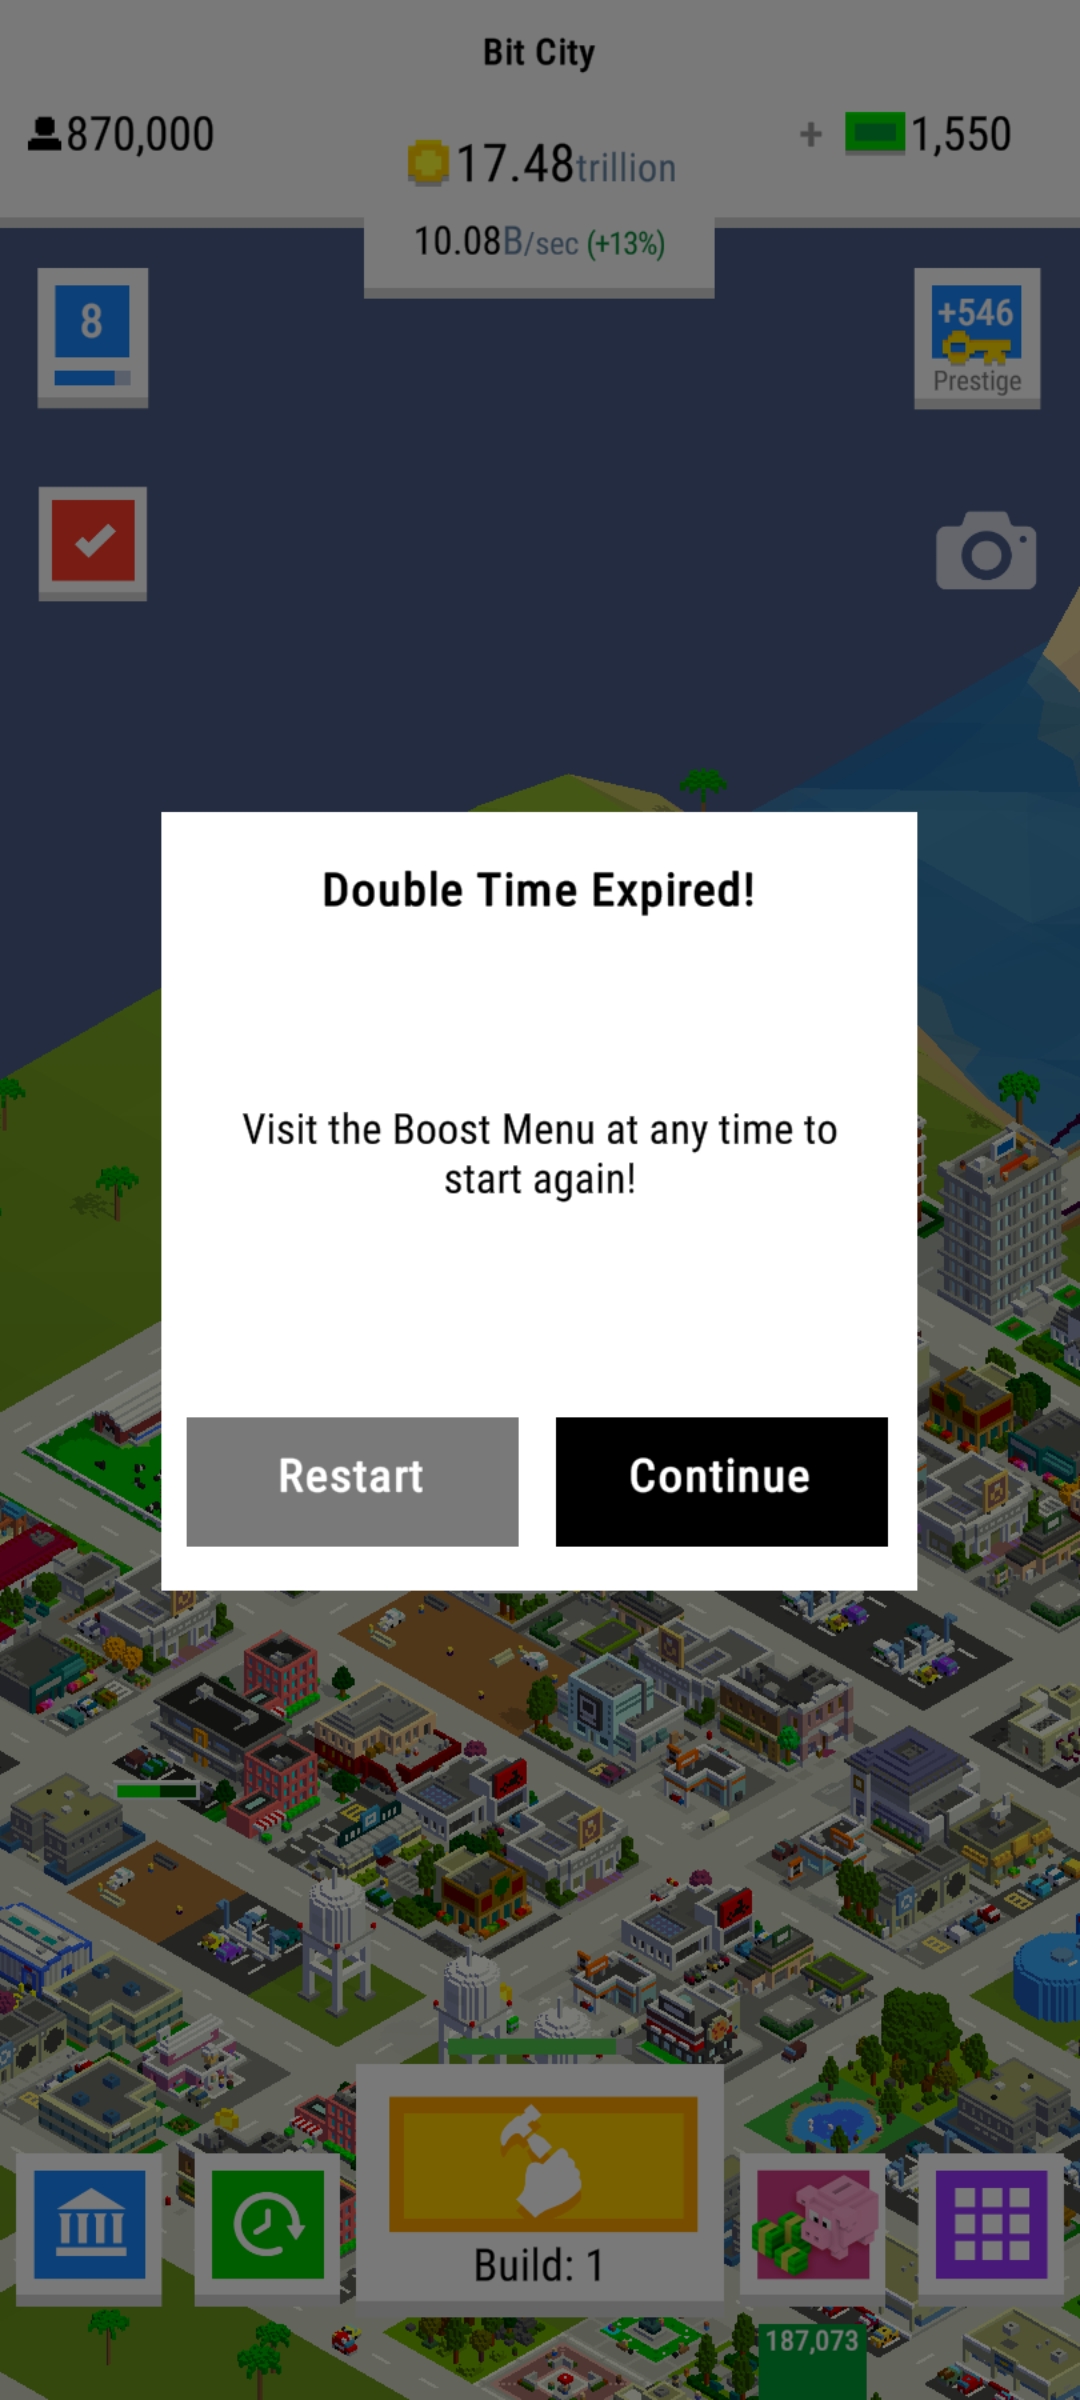 Bit City
870,000
17.48trillion
+ 1,550
10.08B/sec (+13%)
8
+546
Prestige
Double Time Expired!
Visit the Boost Menu at any time to
start again!
Restart
Continue
Build: 1
187,073